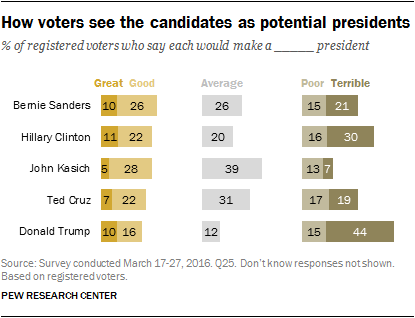 How voters see the candidates as potential presidents
% of registered voters who say each would make a _____ president
Great Good Average Poor Terrible
Bernie Sanders 10 26 26 15 21
Hillary Clinton 11 22 20 16 30
John Kasich 5 28 39 13 7
Ted Cruz 7 22 31 17 19
Donald Trump 10 16 12 15 44
Source: Survey conducted March 17-27, 2016. Q25. Don't know responses not shown.
Based on registered voters.
PEW RESEARCH CENTER